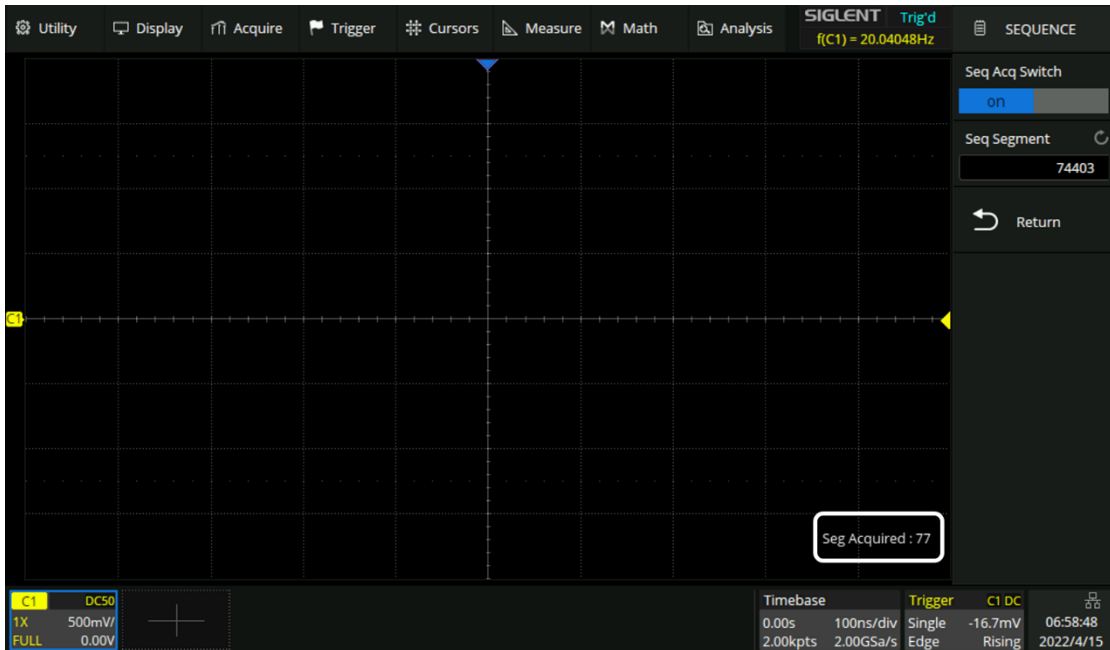 Utility Display Acquire Trigger Cursors Measure Math Analysis SIGLENT Trig'd
f(C1) = 20.04048Hz
SEQUENCE
Seq Acq Switch
on
Seq Segment
74403
Return
C1
Seg Acquired : 77
C1 DC50
1X 500mV/
FULL 0.00V
Timebase
0.00s 100ns/div
2.00kpts 2.00GSa/s
Trigger C1 DC
Single -16.7mV
Edge Rising
06:58:48
2022/4/15